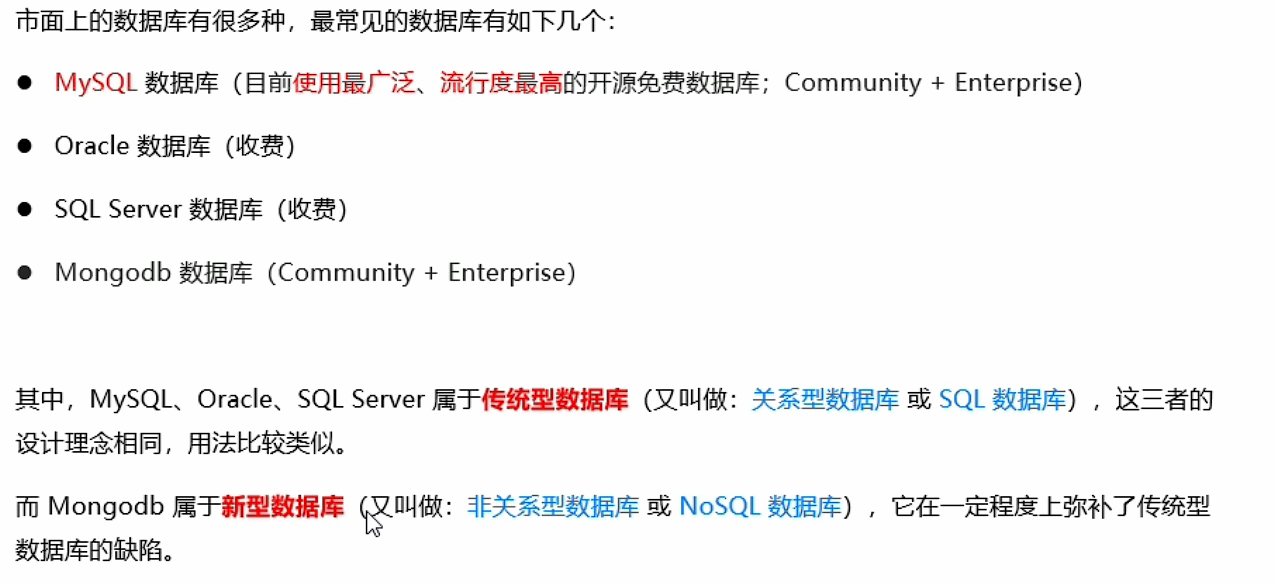 市面上的数据库有很多种，最常见的数据库有如下几个：
● MySQL 数据库（目前使用最广泛、流行度最高的开源免费数据库；Community + Enterprise）
● Oracle 数据库（收费）
● SQL Server 数据库（收费）
● Mongodb 数据库（Community + Enterprise）
其中，MySQL、Oracle、SQL Server 属于传统型数据库（又叫做：关系型数据库 或 SQL 数据库），这三者的
设计理念相同，用法比较类似。
而 Mongodb 属于新型数据库（又叫做：非关系型数据库 或 NoSQL 数据库），它在一定程度上弥补了传统型
数据库的缺陷。